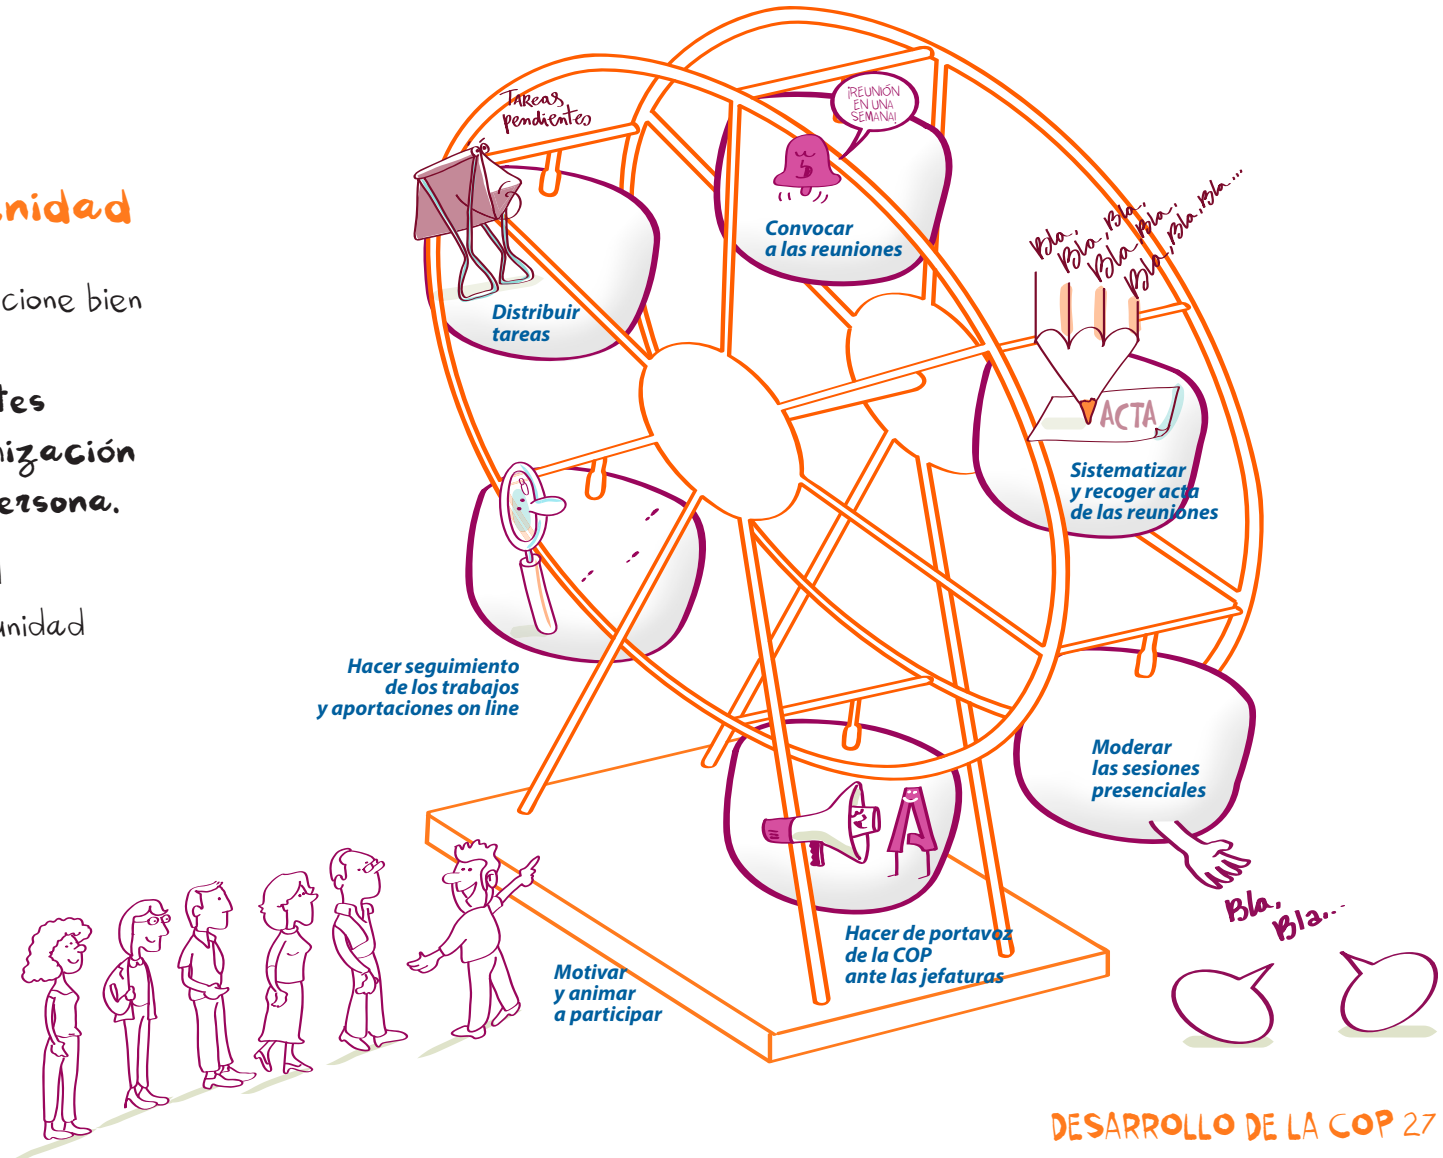 nidad
cione bien
tes
ización
ersona.
unidad
Tareas
pendientes
¡REUNIÓN
EN UNA
SEMANA!
Convocar
a las reuniones
Distribuir
tareas
Bla,
Bla, Bla,
Bla, Bla,
Bla, Bla, Bla...
ACTA
Sistematizar
y recoger acta
de las reuniones
Hacer seguimiento
de los trabajos
y aportaciones on line
Moderar
las sesiones
presenciales
Bla,
Bla...
A
Hacer de portavoz
de la COP
ante las jefaturas
Motivar
y animar
a participar
DESARROLLO DE LA COP 27